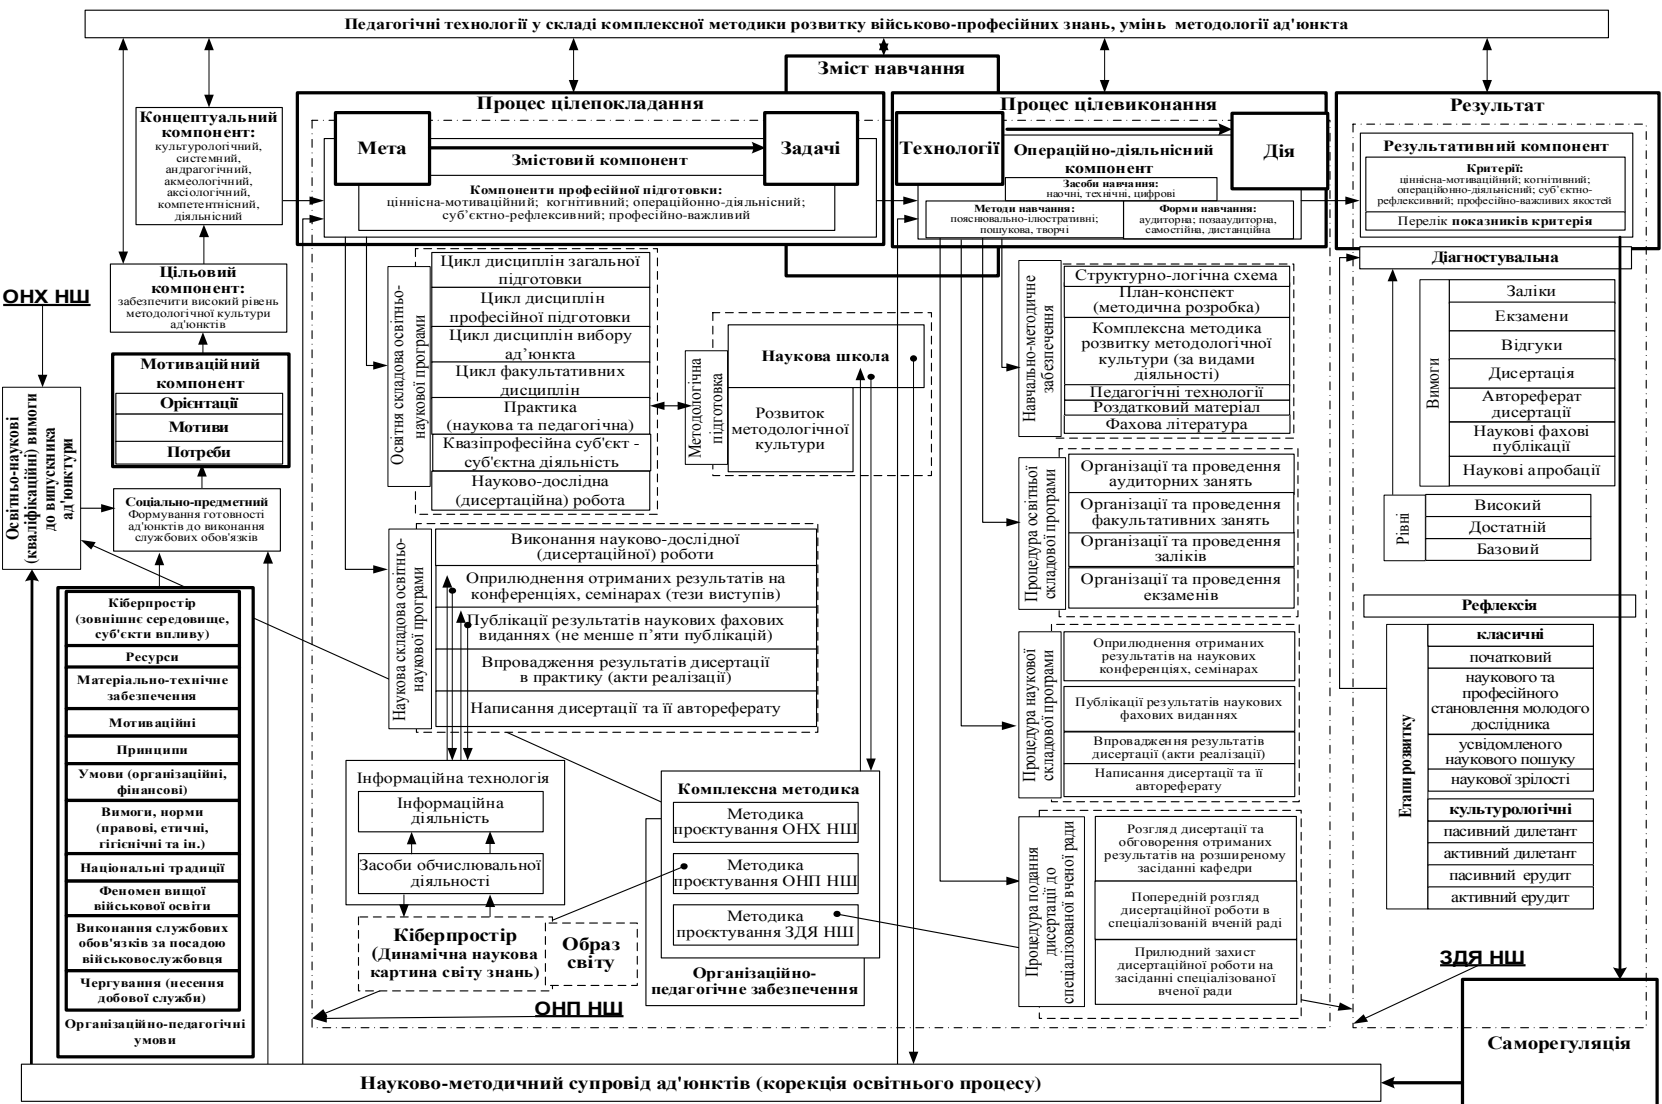 Педагогічні технології у складі комплексної методики розвитку військово-професійних знань, умінь методології ад'юнкта
Зміст навчання
Процес цілепокладання
Мета
Задачі
Змістовий компонент
Компоненти професійної підготовки:
ціннісна-мотиваційний; когнітивний; операційонно-діяльнісний;
суб’єктно-рефлексивний; професійно-важливий
Процес цілевиконання
Технології
Дія
Операційно-діяльнісний
компонент
Засоби навчання:
наочні, технічні, цифрові
Методи навчання:
пояснювально-ілюстративні;
пошукова, творчі
Форми навчання:
аудиторна; позааудиторна,
самостійна, дистанційна
Результат
Результативний компонент
Критерії:
ціннісна-мотиваційний; когнітивний;
операційонно-діяльнісний; суб’єктно-
рефлексивний; професійно-важливих якостей
Перелік показників критерія
Концептуальний
компонент:
культурологічний,
системний,
андрагогічний,
акмеологічний,
аксіологічний,
компетентнісний,
діяльнісний
Цільовий
компонент:
забезпечити високий рівень
методологічної культури
ад'юнктів
ОНХ НШ
Мотиваційний
компонент
Орієнтації
Мотиви
Потреби
Освітньо-наукові
(кваліфікаційні) вимоги
до випускника
ад'юнктури
Соціально-предметний
Формування готовності
ад'юнктів до виконання
службових обов'язків
Кіберпростір
(зовнішнє середовище,
суб'єкти впливу)
Ресурси
Матеріально-технічне
забезпечення
Мотиваційні
Принципи
Умови (організаційні,
фінансові)
Вимоги, норми
(правові, етичні,
гігієнічні та ін.)
Національні традиції
Феномен вищої
військової освіти
Виконання службових
обов'язків за посадою
військовослужбовця
Чергування (несення
добової служби)
Організаційно-педагогічні
умови
Освітня складова освітньо-
наукової програми
Цикл дисциплін загальної
підготовки
Цикл дисциплін
професійної підготовки
Цикл дисциплін вибору
ад’юнкта
Цикл факультативних
дисциплін
Практика
(наукова та педагогічна)
Квазіпрофесійна суб'єкт -
суб'єктна діяльність
Науково-дослідна
(дисертаційна) робота
Методологічна
підготовка
Наукова школа
Розвиток
методологічної
культури
Наукова складова освітньо-
наукової програми
Виконання науково-дослідної
(дисертаційної) роботи
Оприлюднення отриманих результатів на
конференціях, семінарах (тези виступів)
Публікації результатів наукових фахових
виданнях (не менше п’яти публікацій)
Впровадження результатів дисертації
в практику (акти реалізації)
Написання дисертації та її автореферату
Інформаційна технологія
Інформаційна
діяльність
Засоби обчислювальної
діяльності
Кіберпростір
(Динамічна наукова
картина світу знань)
Образ
світу
Комплексна методика
Методика
проєктування ОНХ НШ
Методика
проєктування ОНП НШ
Методика
проєктування ЗДЯ НШ
Організаційно-
педагогічне забезпечення
ОНП НШ
Навчально-методичне
забезпечення
Структурно-логічна схема
План-конспект
(методична розробка)
Комплексна методика
розвитку методологічної
культури (за видами
діяльності)
Педагогічні технології
Роздатковий матеріал
Фахова література
Процедура освітньої
складової програми
Організації та проведення
аудиторних занять
Організації та проведення
факультативних занять
Організації та проведення
заліків
Організації та проведення
екзаменів
Процедура наукової
складової програми
Оприлюднення отриманих
результатів на наукових
конференціях, семінарах
Публікації результатів наукових
фахових виданнях
Впровадження результатів
дисертації (акти реалізації)
Написання дисертації та її
автореферату
Процедура подання
дисертації до
спеціалізованої вченої ради
Розгляд дисертації та
обговорення отриманих
результатів на розширеному
засіданні кафедри
Попередній розгляд
дисертаційної роботи в
спеціалізованій вченій раді
Прилюдний захист
дисертаційної роботи на
засіданні спеціалізованої
вченої ради
Діагностувальна
Вимоги
Заліки
Екзамени
Відгуки
Дисертація
Автореферат
дисертації
Наукові фахові
публікації
Наукові апробації
Рівні
Високий
Достатній
Базовий
Рефлексія
Етапи розвитку
класичні
початковий
наукового та
професійного
становлення молодого
дослідника
усвідомленого
наукового пошуку
наукової зрілості
культурологічні
пасивний дилетант
активний дилетант
пасивний ерудит
активний ерудит
ЗДЯ НШ
Саморегуляція
Науково-методичний супровід ад'юнктів (корекція освітнього процесу)